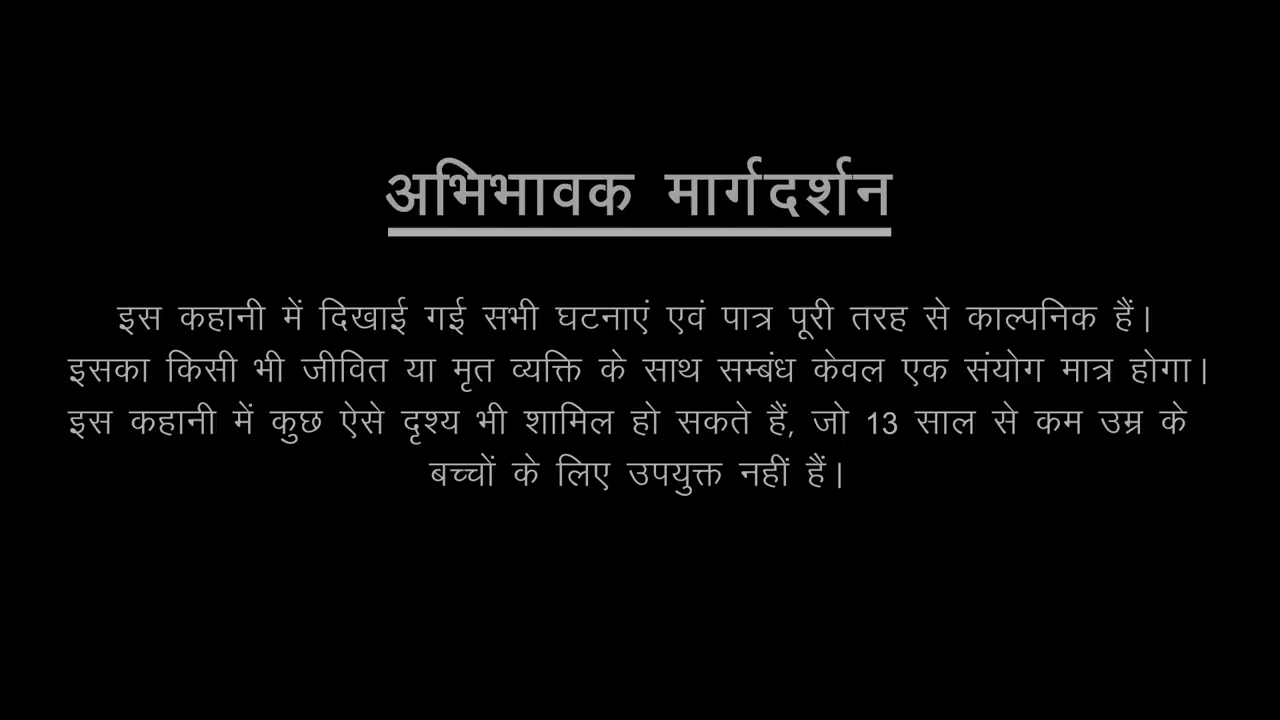 अभिभावक मार्गदर्शन
इस कहानी में दिखाई गई सभी घटनाएं एवं पात्र पूरी तरह से काल्पनिक हैं।
इसका किसी भी जीवित या मृत व्यक्ति के साथ सम्बंध केवल एक संयोग मात्र होगा।
इस कहानी में कुछ ऐसे दृश्य भी शामिल हो सकते हैं, जो 13 साल से कम उम्र के
बच्चों के लिए उपयुक्त नहीं हैं।